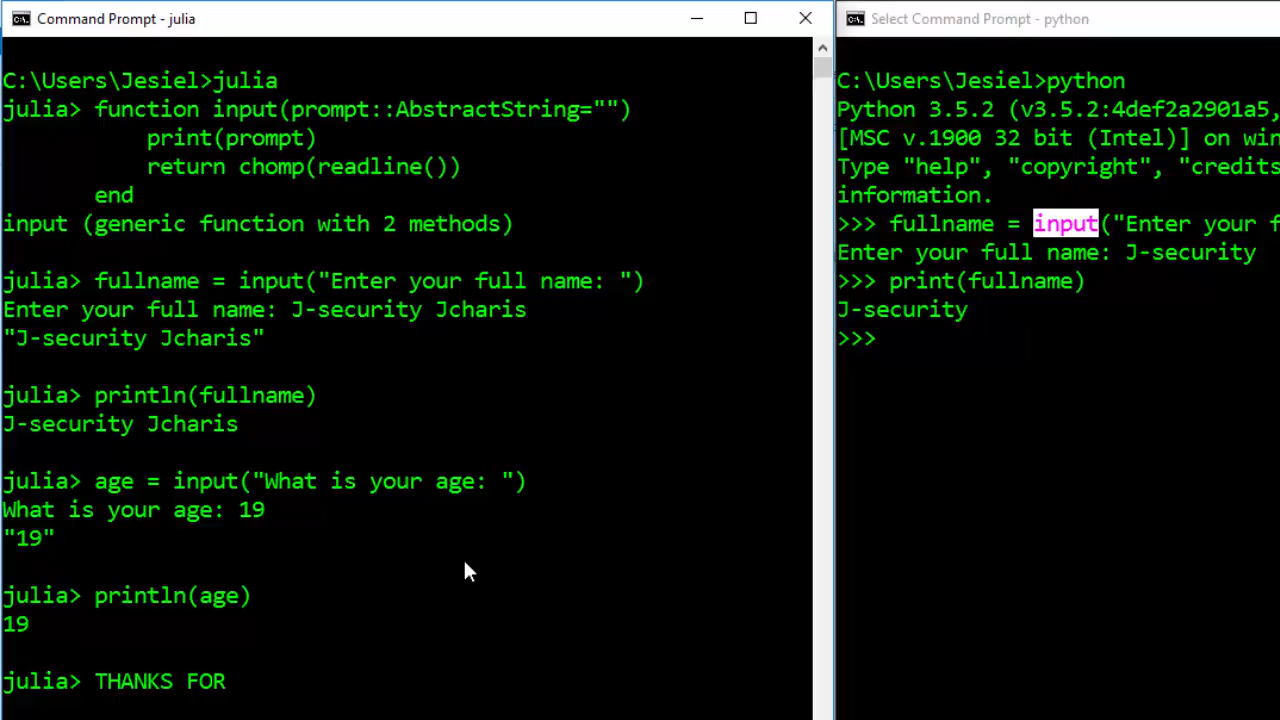 Command Prompt - julia
C:\Users\Jesiel>julia
julia> function input(prompt::AbstractString="")
print(prompt)
return chomp(readline())
end
input (generic function with 2 methods)
julia> fullname = input("Enter your full name: ")
Enter your full name: J-security Jcharis
"J-security Jcharis"
julia> println(fullname)
J-security Jcharis
julia> age = input("What is your age: ")
What is your age: 19
"19"
julia> println(age)
19
julia> THANKS FOR
Select Command Prompt - python
C:\Users\Jesiel>python
Python 3.5.2 (v3.5.2:4def2a2901a5,
[MSC v.1900 32 bit (Intel)] on win
Type "help", "copyright", "credits
information.
>>> fullname = input("Enter your f
Enter your full name: J-security
>>> print(fullname)
J-security
>>>